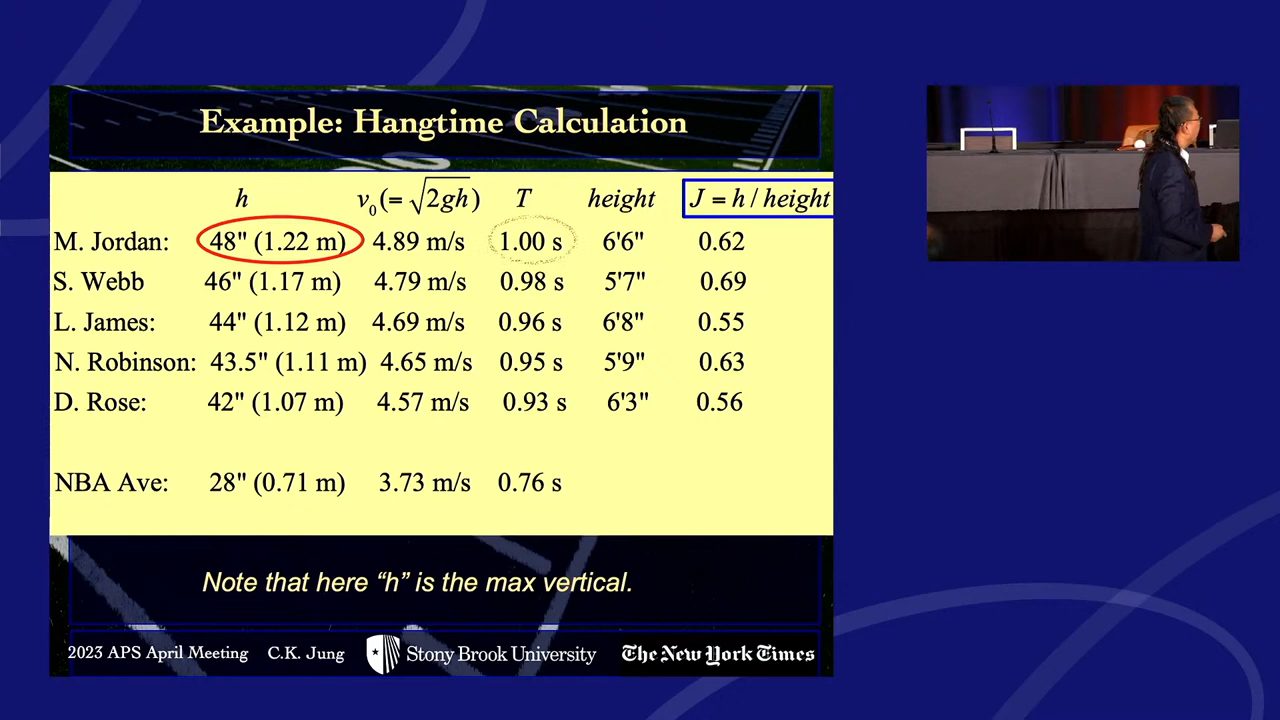 Example: Hangtime Calculation
h v₀(= √2gh) T height J = h / height
M. Jordan: 48" (1.22 m) 4.89 m/s 1.00 s 6'6" 0.62
S. Webb 46" (1.17 m) 4.79 m/s 0.98 s 5'7" 0.69
L. James: 44" (1.12 m) 4.69 m/s 0.96 s 6'8" 0.55
N. Robinson: 43.5" (1.11 m) 4.65 m/s 0.95 s 5'9" 0.63
D. Rose: 42" (1.07 m) 4.57 m/s 0.93 s 6'3" 0.56
NBA Ave: 28" (0.71 m) 3.73 m/s 0.76 s
Note that here “h” is the max vertical.
2023 APS April Meeting C.K. Jung Stony Brook University The New York Times